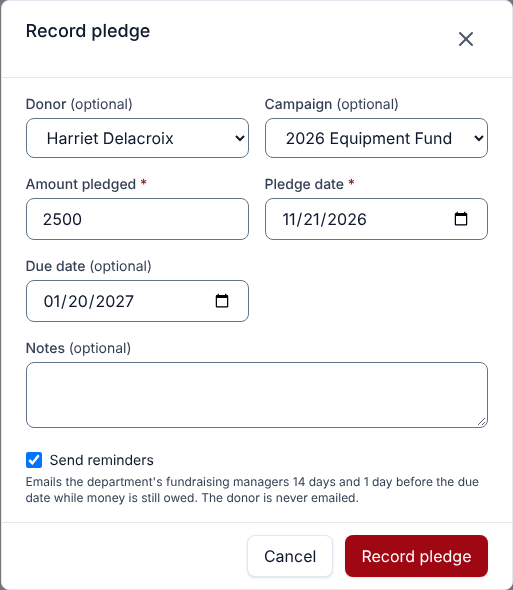 Record pledge
Donor (optional)
Campaign (optional)
Harriet Delacroix
2026 Equipment Fund
Amount pledged *
Pledge date *
2500
11/21/2026
Due date (optional)
01/20/2027
Notes (optional)
Send reminders
Emails the department's fundraising managers 14 days and 1 day before the due
date while money is still owed. The donor is never emailed.
Cancel
Record pledge